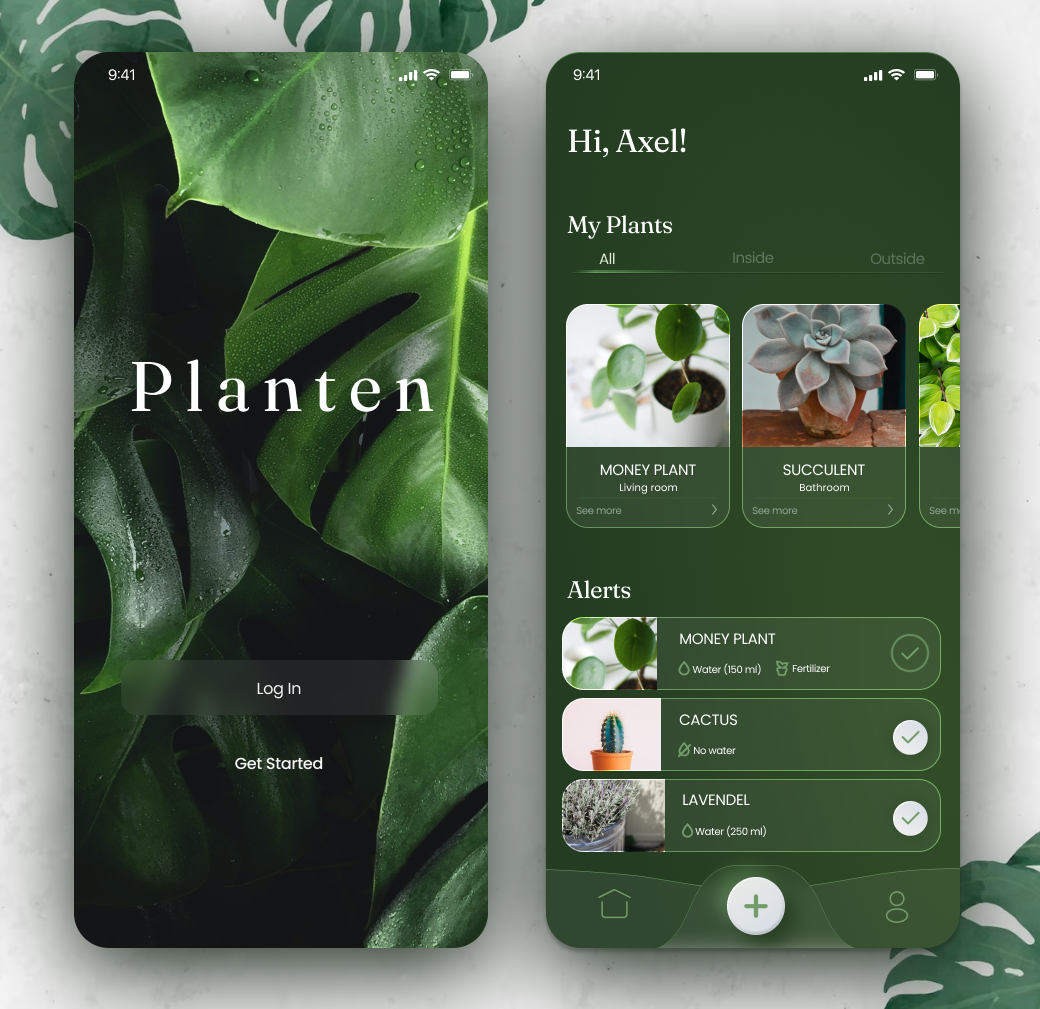 9:41
Planten
Log In
Get Started
9:41
Hi, Axel!
My Plants
All Inside Outside
MONEY PLANT
Living room
See more
SUCCULENT
Bathroom
See more
See m
Alerts
MONEY PLANT
Water (150 ml) Fertilizer
CACTUS
No water
LAVENDEL
Water (250 ml)